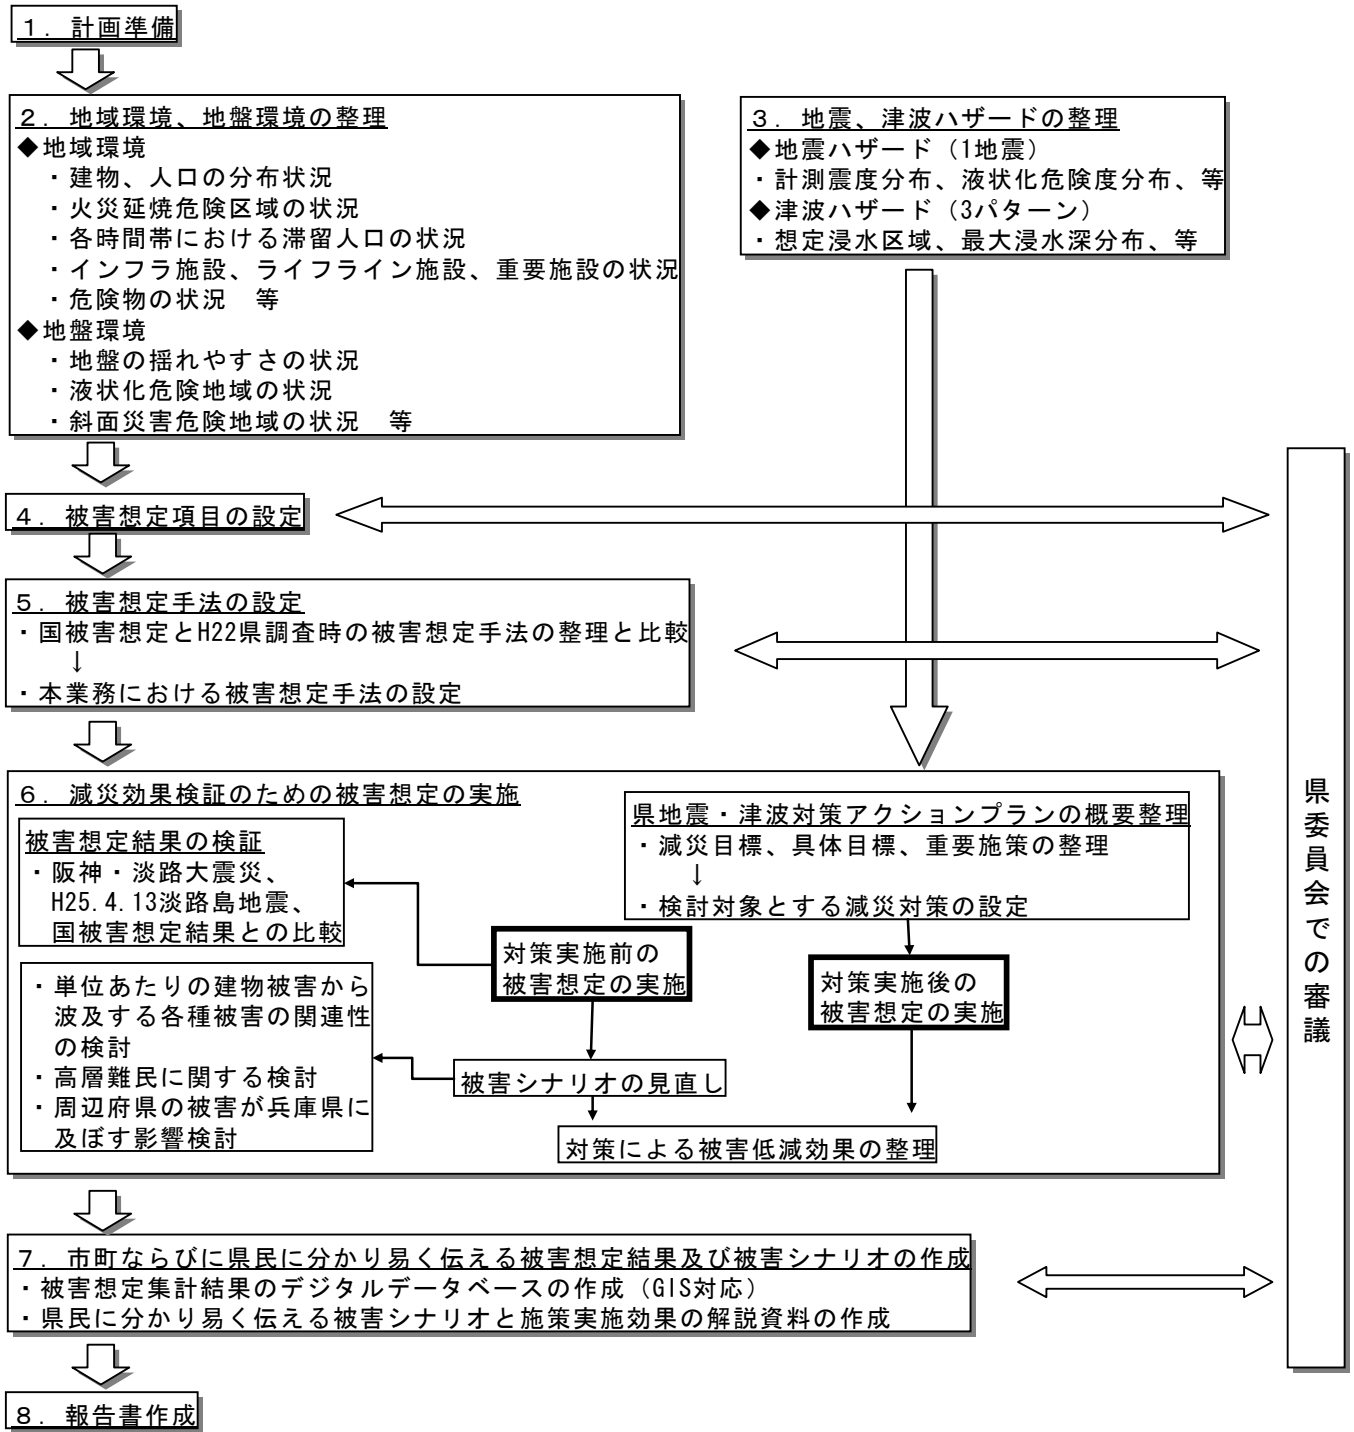 １．計画準備
２．地域環境、地盤環境の整理
◆地域環境
・建物、人口の分布状況
・火災延焼危険区域の状況
・各時間帯における滞留人口の状況
・インフラ施設、ライフライン施設、重要施設の状況
・危険物の状況　等
◆地盤環境
・地盤の揺れやすさの状況
・液状化危険地域の状況
・斜面災害危険地域の状況　等
３．地震、津波ハザードの整理
◆地震ハザード（1地震）
・計測震度分布、液状化危険度分布、等
◆津波ハザード（3パターン）
・想定浸水区域、最大浸水深分布、等
４．被害想定項目の設定
５．被害想定手法の設定
・国被害想定とH22県調査時の被害想定手法の整理と比較
↓
・本業務における被害想定手法の設定
６．減災効果検証のための被害想定の実施
被害想定結果の検証
・阪神・淡路大震災、
H25.4.13淡路島地震、
国被害想定結果との比較
・単位あたりの建物被害から
波及する各種被害の関連性
の検討
・高層難民に関する検討
・周辺府県の被害が兵庫県に
及ぼす影響検討
対策実施前の
被害想定の実施
被害シナリオの見直し
県地震・津波対策アクションプランの概要整理
・減災目標、具体目標、重要施策の整理
↓
・検討対象とする減災対策の設定
対策実施後の
被害想定の実施
対策による被害低減効果の整理
７．市町ならびに県民に分かり易く伝える被害想定結果及び被害シナリオの作成
・被害想定集計結果のデジタルデータベースの作成（GIS対応）
・県民に分かり易く伝える被害シナリオと施策実施効果の解説資料の作成
８．報告書作成
県委員会での審議